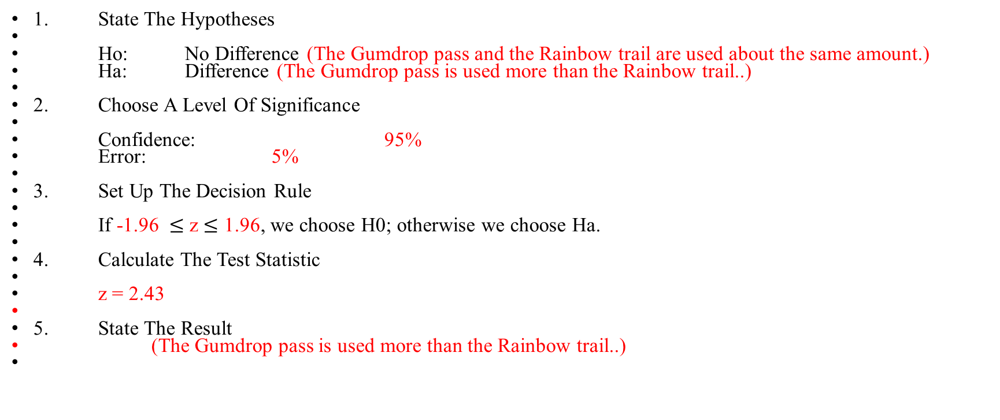 • 1. State The Hypotheses
•
• Ho: No Difference (The Gumdrop pass and the Rainbow trail are used about the same amount.)
• Ha: Difference (The Gumdrop pass is used more than the Rainbow trail..)
•
• 2. Choose A Level Of Significance
•
• Confidence: 95%
• Error: 5%
•
• 3. Set Up The Decision Rule
•
• If -1.96 ≤ z ≤ 1.96, we choose H0; otherwise we choose Ha.
•
• 4. Calculate The Test Statistic
•
• z = 2.43
•
• 5. State The Result
• (The Gumdrop pass is used more than the Rainbow trail..)
•